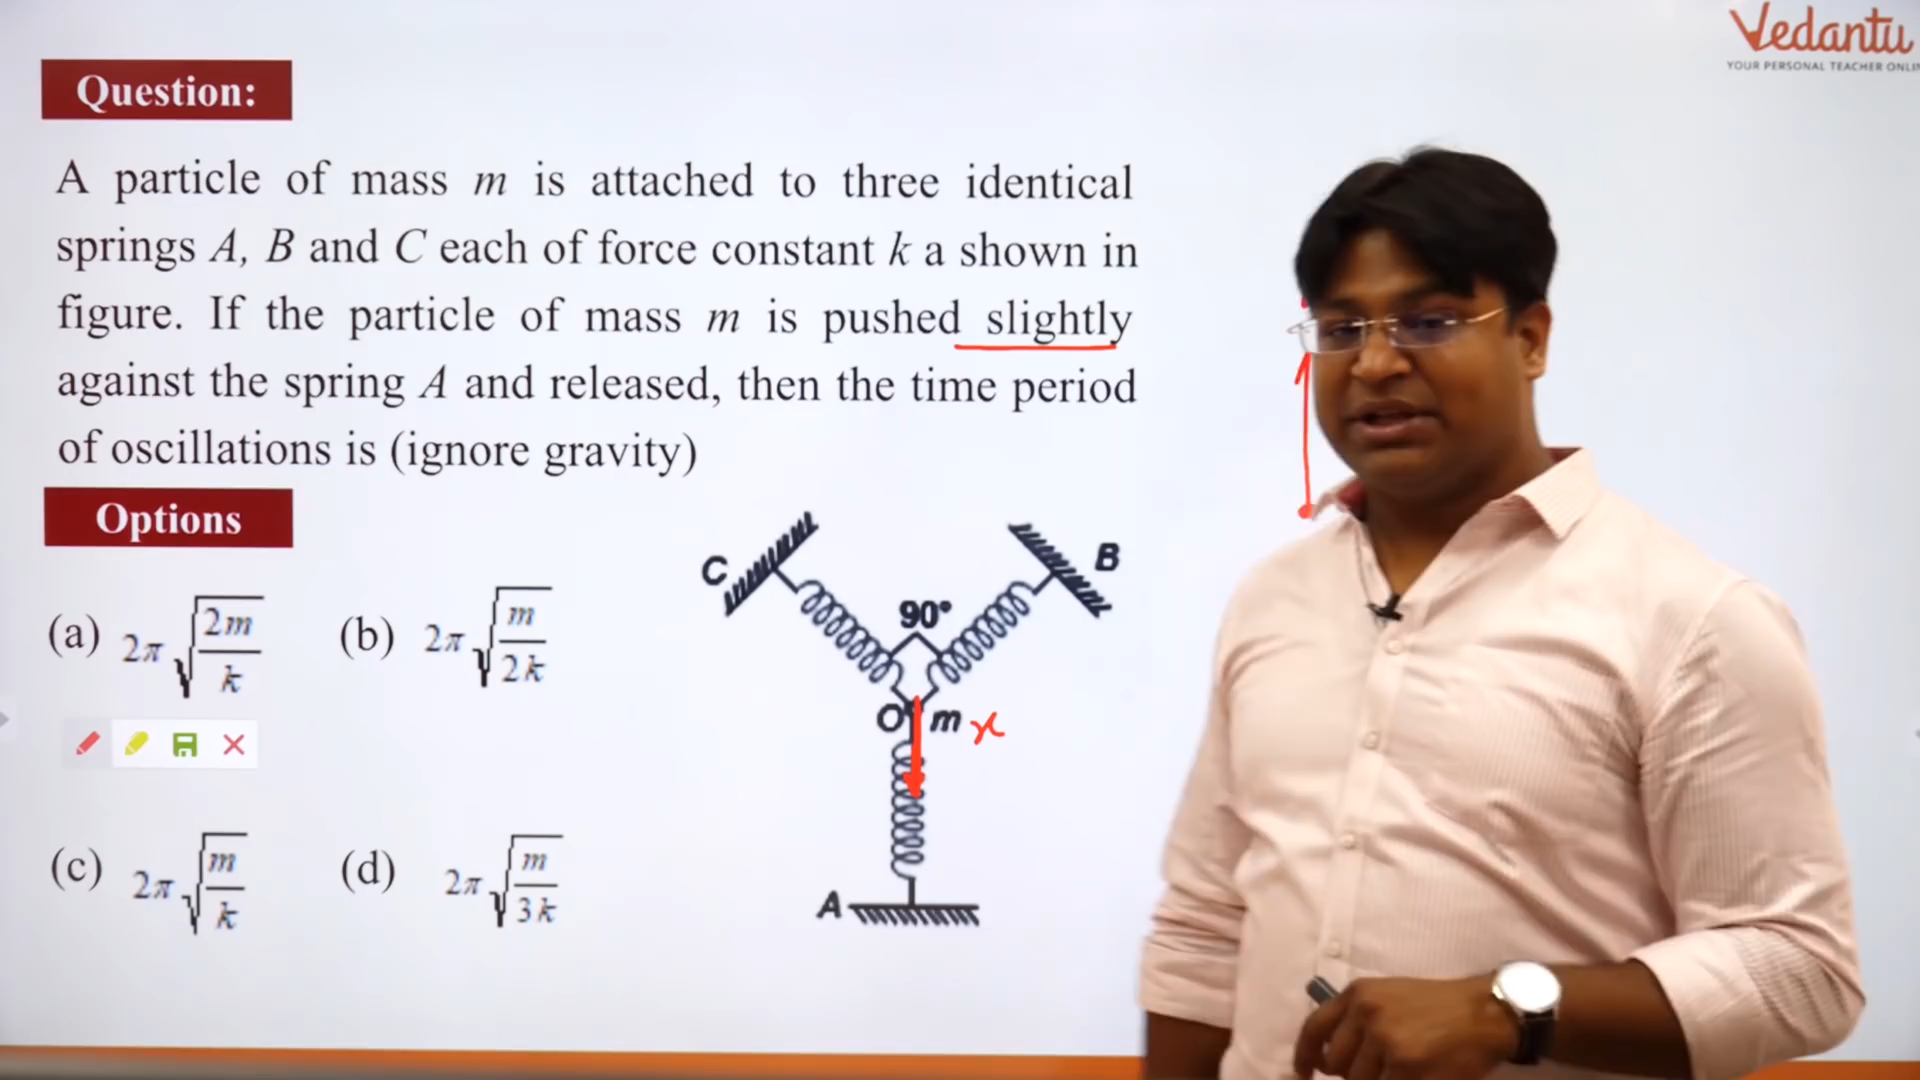 Vedantu
YOUR PERSONAL TEACHER ONLIN
Question:
A particle of mass m is attached to three identical
springs A, B and C each of force constant k a shown in
figure. If the particle of mass m is pushed slightly
against the spring A and released, then the time period
of oscillations is (ignore gravity)
Options
(a) 2π √(2m/k) (b) 2π √(m/2k)
(c) 2π √(m/k) (d) 2π √(m/3k)
C
B
90°
O m x
A